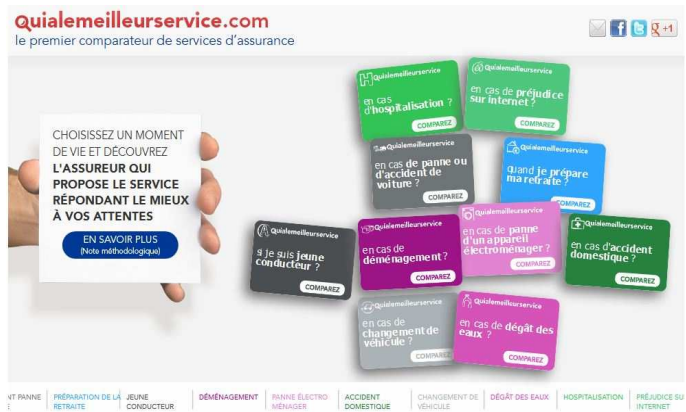 Quialemeilleurservice.com
le premier comparateur de services d'assurance
g +1
CHOISISSEZ UN MOMENT
DE VIE ET DÉCOUVREZ
L'ASSUREUR QUI
PROPOSE LE SERVICE
RÉPONDANT LE MIEUX
À VOS ATTENTES
EN SAVOIR PLUS
(Note méthodologique)
Quialemeilleurservice
en cas
d'hospitalisation ?
COMPAREZ
Quialemeilleurservice
en cas de préjudice
sur internet ?
COMPAREZ
Quialemeilleurservice
en cas de panne ou
d'accident de
voiture ?
COMPAREZ
Quialemeilleurservice
quand je prépare
ma retraite ?
COMPAREZ
Quialemeilleurservice
si je suis jeune
conducteur ?
COMPAREZ
Quialemeilleurservice
en cas de
déménagement ?
COMPAREZ
Quialemeilleurservice
en cas de panne
d'un appareil
électroménager ?
COMPAREZ
Quialemeilleurservice
en cas d'accident
domestique ?
COMPAREZ
Quialemeilleurservice
en cas de
changement de
véhicule ?
COMPAREZ
Quialemeilleurservice
en cas de dégât des
eaux ?
COMPAREZ
NT PANNE
E
PRÉPARATION DE LA
RETRAITE
JEUNE
CONDUCTEUR
DÉMÉNAGEMENT
PANNE ÉLECTRO
MÉNAGER
ACCIDENT
DOMESTIQUE
CHANGEMENT DE
VÉHICULE
DÉGÂT DES EAUX
HOSPITALISATION
PRÉJUDICE SU
INTERNET